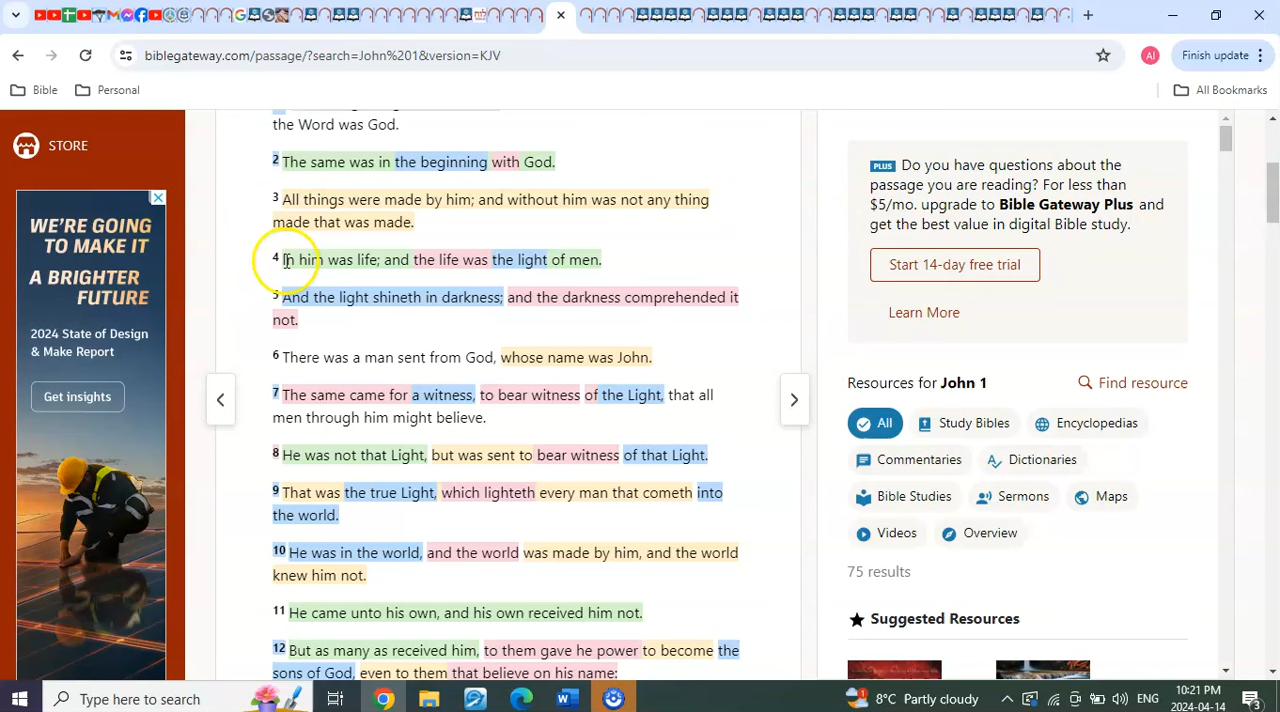 biblegateway.com/passage/?search=John%201&version=KJV
AI
Finish update
Bible
Personal
All Bookmarks
STORE
WE'RE GOING
TO MAKE IT
A BRIGHTER
FUTURE
2024 State of Design
& Make Report
Get insights
the Word was God.
2 The same was in the beginning with God.
3 All things were made by him; and without him was not any thing
made that was made.
4 In him was life; and the life was the light of men.
5 And the light shineth in darkness; and the darkness comprehended it
not.
6 There was a man sent from God, whose name was John.
7 The same came for a witness, to bear witness of the Light, that all
men through him might believe.
8 He was not that Light, but was sent to bear witness of that Light.
9 That was the true Light, which lighteth every man that cometh into
the world.
10 He was in the world, and the world was made by him, and the world
knew him not.
11 He came unto his own, and his own received him not.
12 But as many as received him, to them gave he power to become the
sons of God, even to them that believe on his name:
PLUS Do you have questions about the
passage you are reading? For less than
$5/mo. upgrade to Bible Gateway Plus and
get the best value in digital Bible study.
Start 14-day free trial
Learn More
Resources for John 1
Find resource
All
Study Bibles
Encyclopedias
Commentaries
Dictionaries
Bible Studies
Sermons
Maps
Videos
Overview
75 results
Suggested Resources
Type here to search
8°C Partly cloudy
ENG
10:21 PM
2024-04-14
3